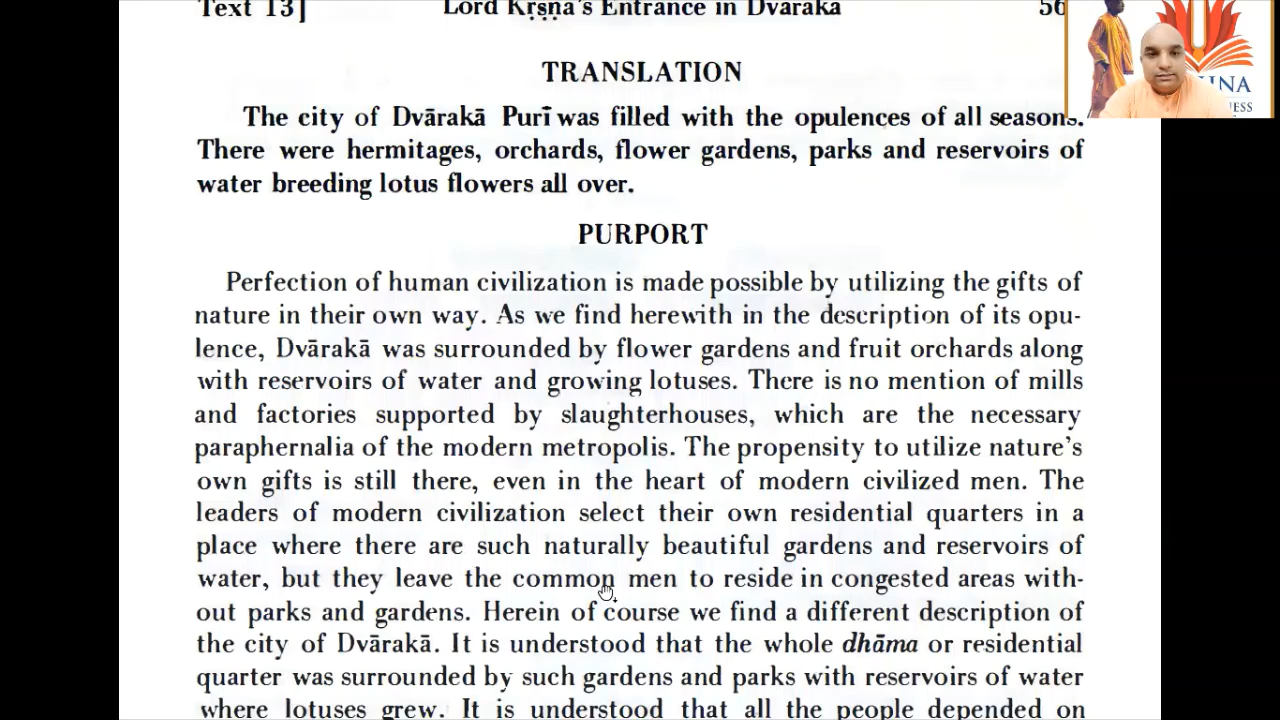 Text 13] Lord Kṛṣṇa's Entrance in Dvārakā 56
TRANSLATION
The city of Dvārakā Purī was filled with the opulences of all seasons.
There were hermitages, orchards, flower gardens, parks and reservoirs of
water breeding lotus flowers all over.
PURPORT
Perfection of human civilization is made possible by utilizing the gifts of
nature in their own way. As we find herewith in the description of its opu-
lence, Dvārakā was surrounded by flower gardens and fruit orchards along
with reservoirs of water and growing lotuses. There is no mention of mills
and factories supported by slaughterhouses, which are the necessary
paraphernalia of the modern metropolis. The propensity to utilize nature's
own gifts is still there, even in the heart of modern civilized men. The
leaders of modern civilization select their own residential quarters in a
place where there are such naturally beautiful gardens and reservoirs of
water, but they leave the common men to reside in congested areas with-
out parks and gardens. Herein of course we find a different description of
the city of Dvārakā. It is understood that the whole dhāma or residential
quarter was surrounded by such gardens and parks with reservoirs of water
where lotuses grew. It is understood that all the people depended on